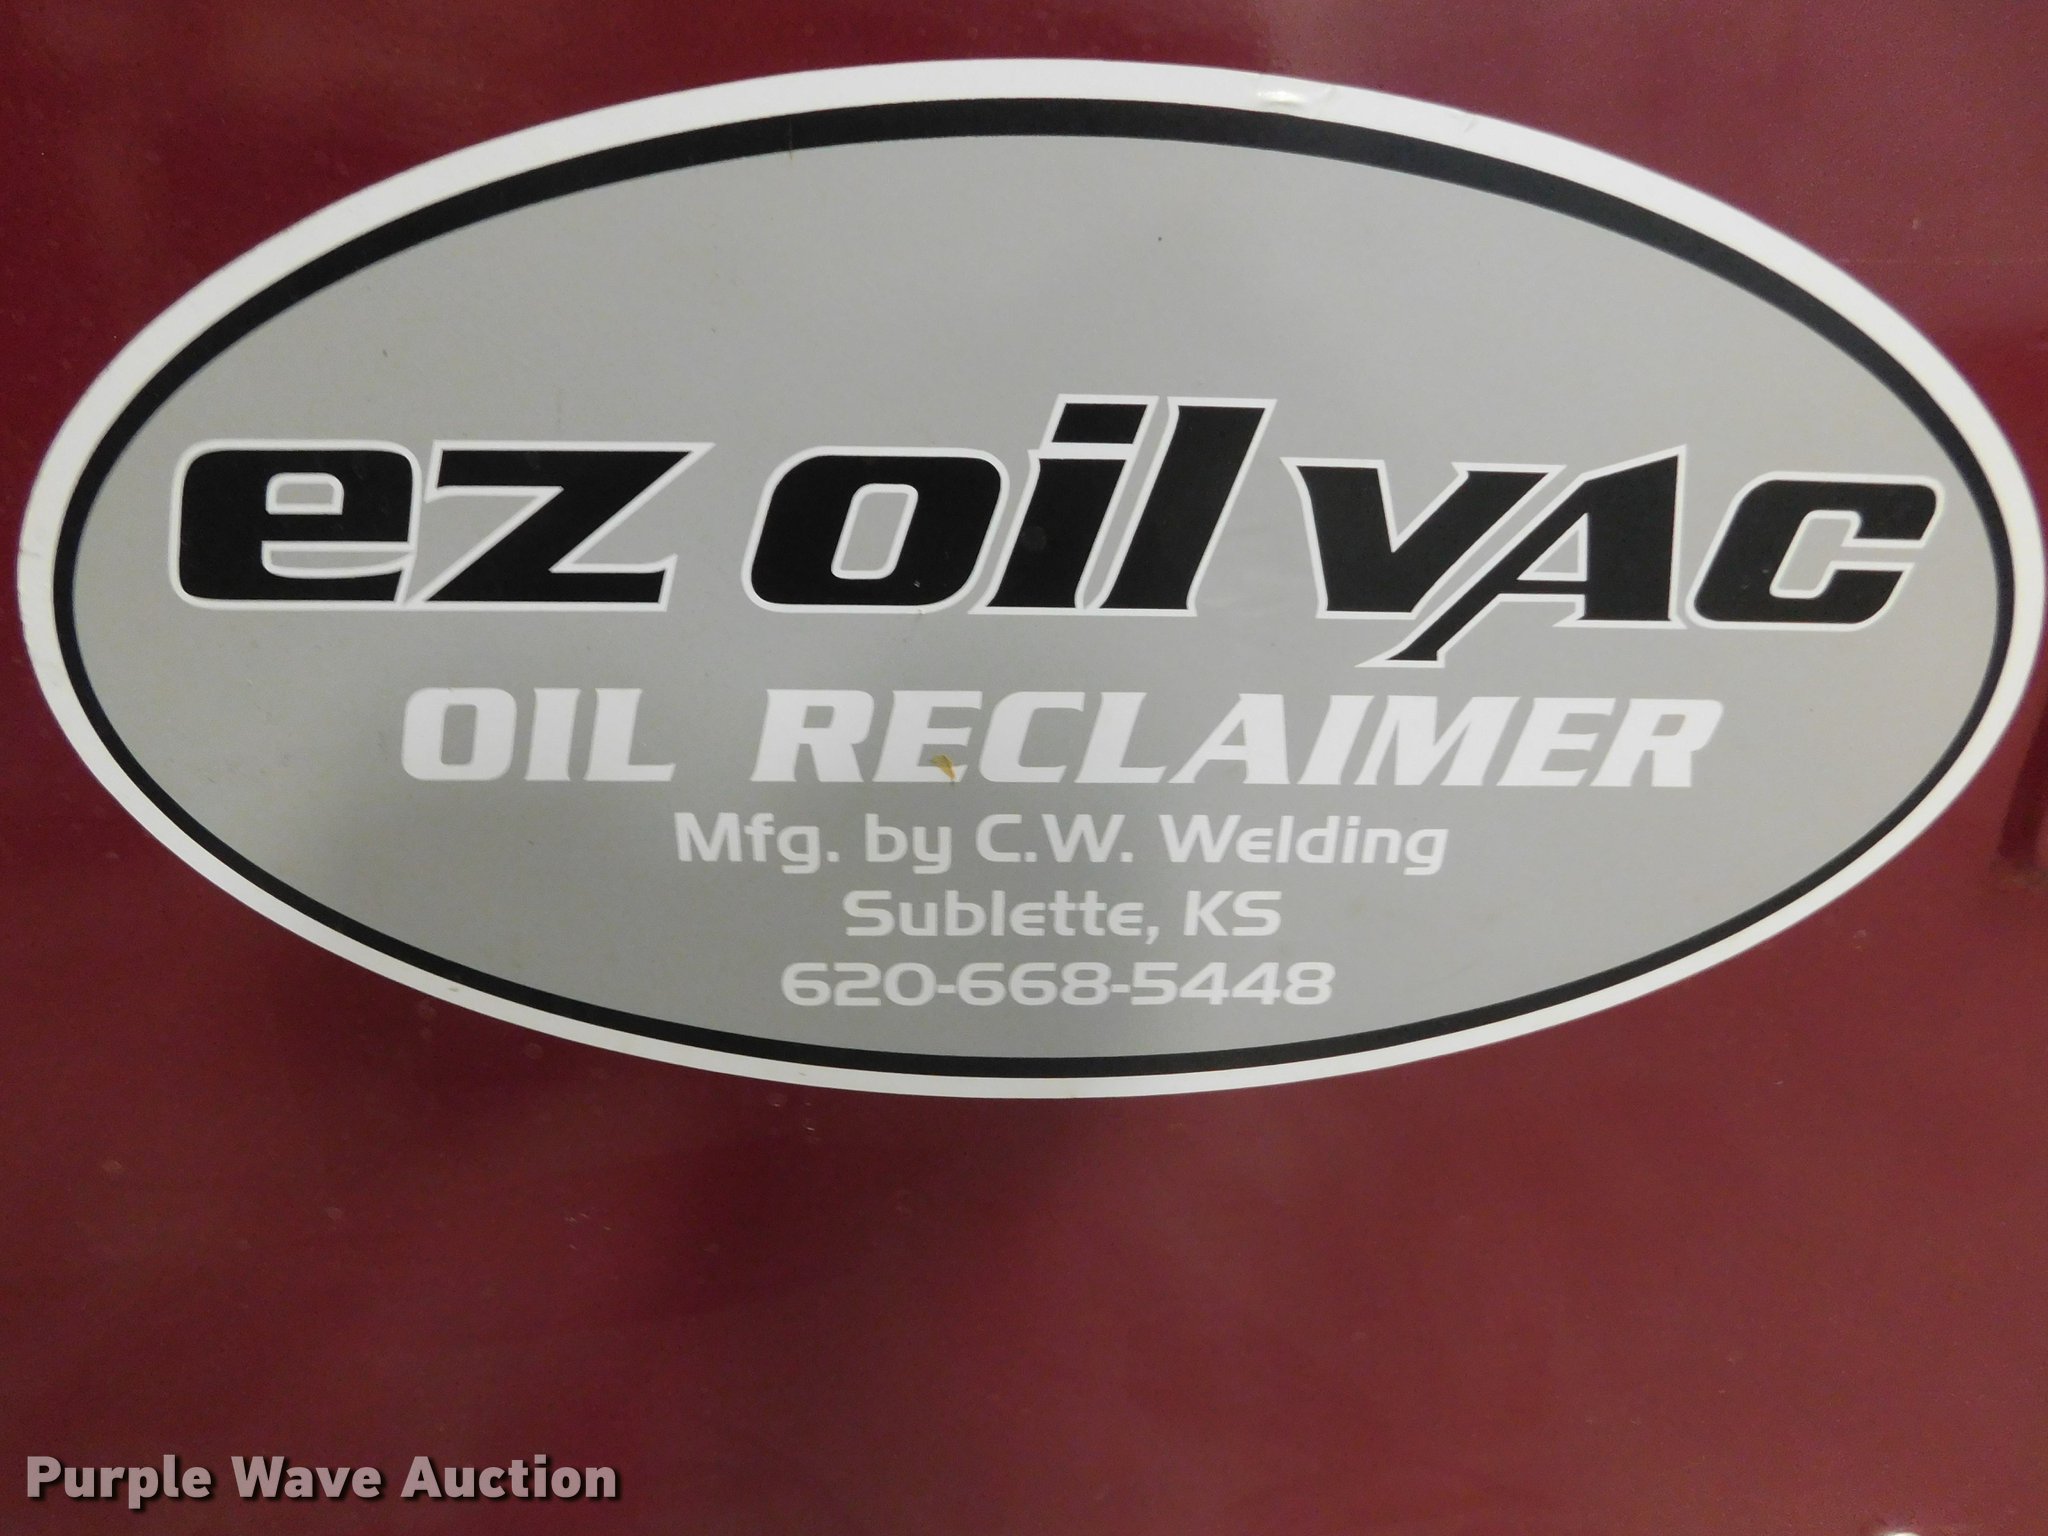 ez oil vAC
OIL RECLAIMER
Mfg. by C.W. Welding
Sublette, KS
620-668-5448
Purple Wave Auction